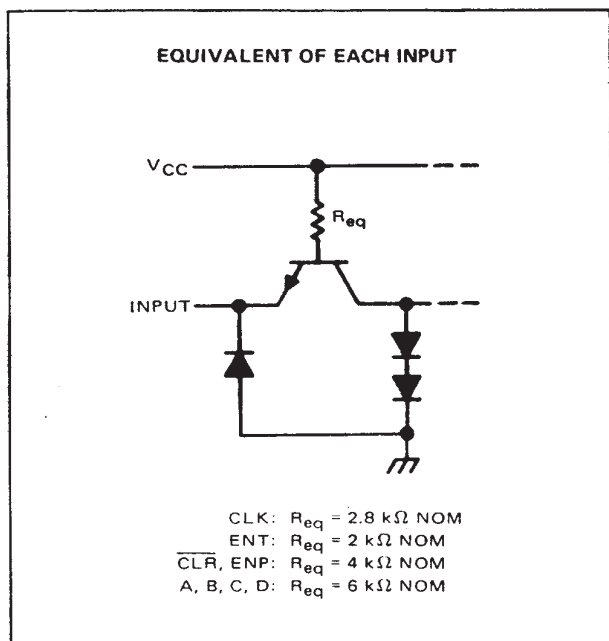 EQUIVALENT OF EACH INPUT
VCC
Req
INPUT
CLK: Req = 2.8 kΩ NOM
ENT: Req = 2 kΩ NOM
C̅L̅R̅, ENP: Req = 4 kΩ NOM
A, B, C, D: Req = 6 kΩ NOM